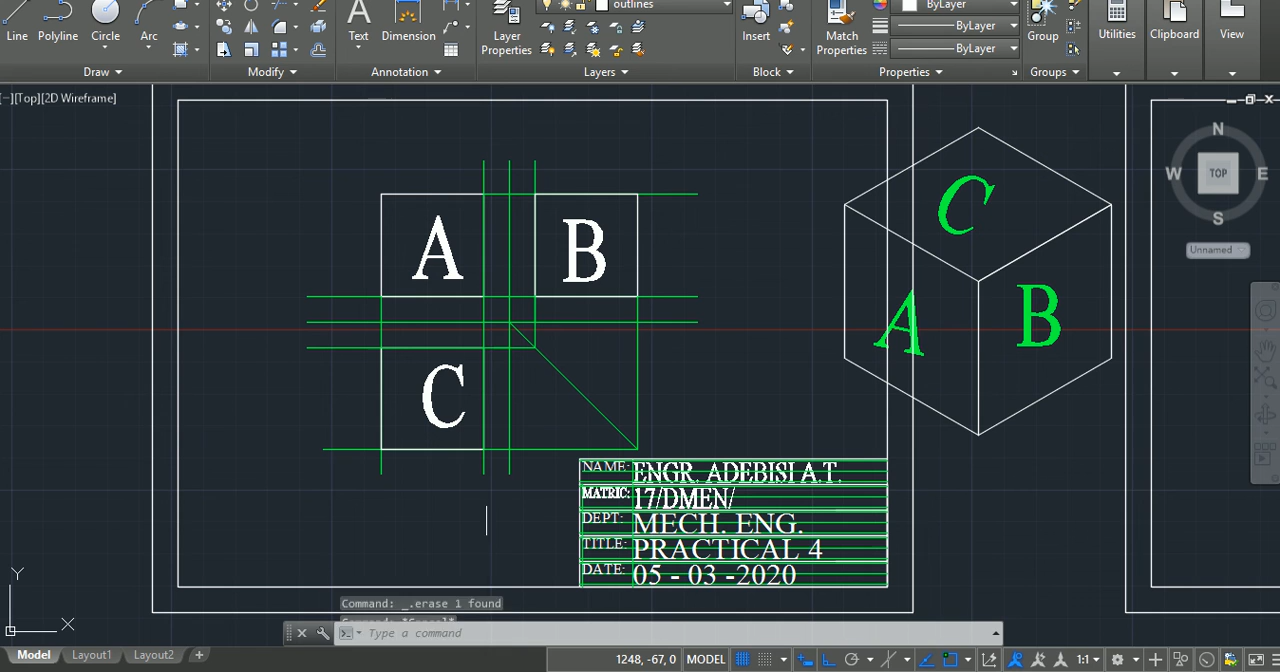 outlines
ByLayer
Line Polyline Circle Arc Text Dimension Layer Properties Insert Match Properties ByLayer ByLayer Group Utilities Clipboard View
Draw Modify Annotation Layers Block Properties Groups
[−][Top][2D Wireframe]
N
W TOP E
S
Unnamed
C
A B
A B
C
NAME: ENGR. ADEBISI A.T.
MATRIC: 17/DMEN/
DEPT: MECH. ENG.
TITLE: PRACTICAL 4
DATE: 05 - 03 -2020
Y
X
Command: _.erase 1 found
Command: *Cancel*
Type a command
Model Layout1 Layout2 + 1248, -67, 0 MODEL 1:1